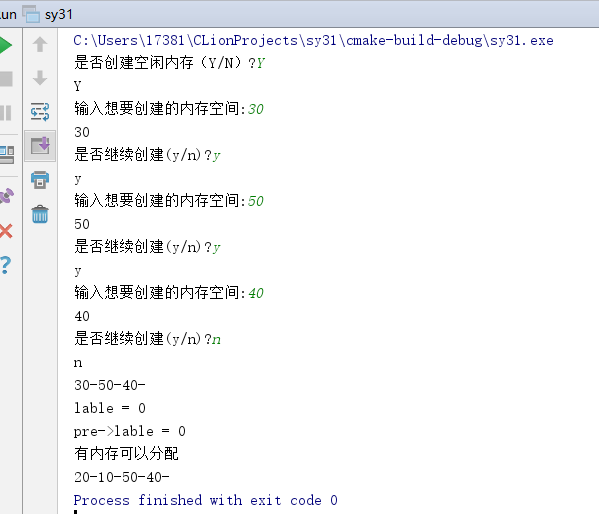 un sy31
C:\Users\17381\CLionProjects\sy31\cmake-build-debug\sy31.exe
是否创建空闲内存（Y/N）?Y
Y
输入想要创建的内存空间:30
30
是否继续创建(y/n)?y
y
输入想要创建的内存空间:50
50
是否继续创建(y/n)?y
y
输入想要创建的内存空间:40
40
是否继续创建(y/n)?n
n
30-50-40-
lable = 0
pre->lable = 0
有内存可以分配
20-10-50-40-
Process finished with exit code 0